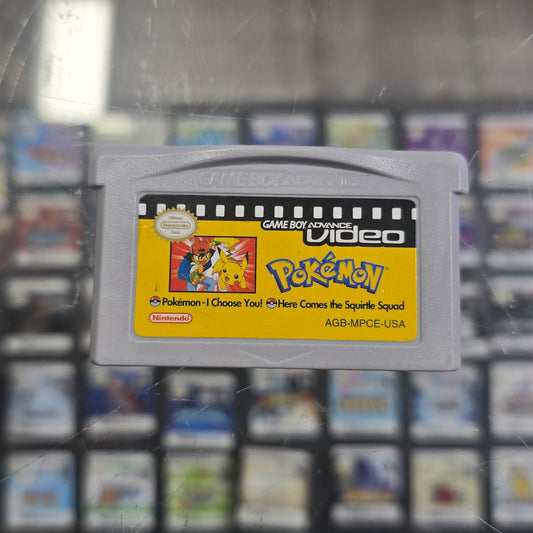 GAME BOY ADVANCE
Official
Nintendo
Seal
GAME BOY ADVANCE
Video
POKéMON
Pokémon - I Choose You! Here Comes the Squirtle Squad
Nintendo
AGB-MPCE-USA